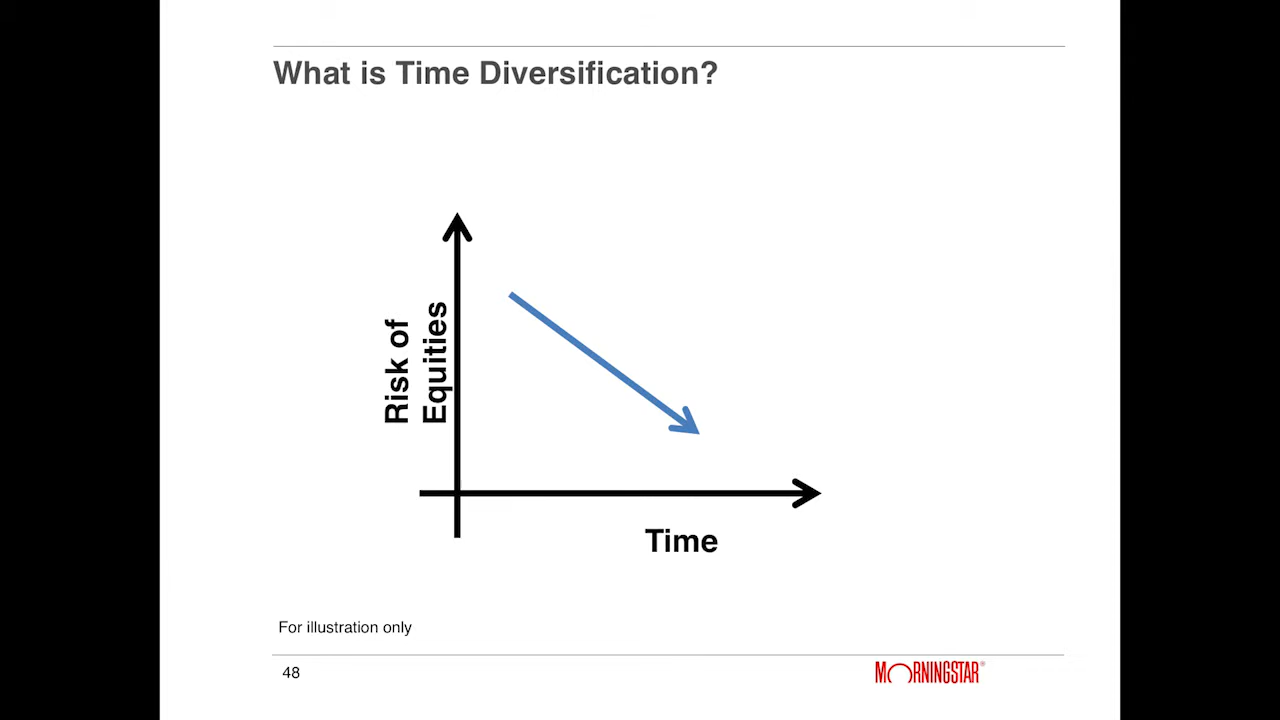 What is Time Diversification?
Risk of
Equities
Time
For illustration only
48
MORNINGSTAR®